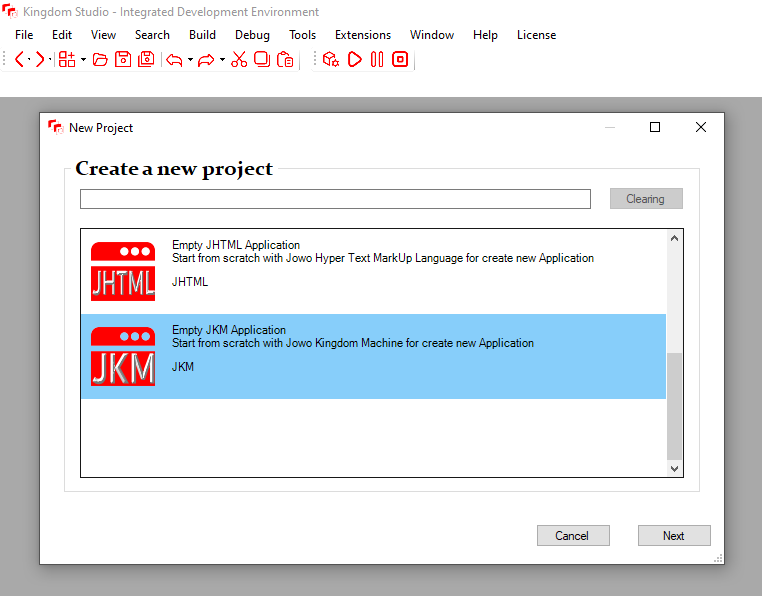 Kingdom Studio - Integrated Development Environment
File Edit View Search Build Debug Tools Extensions Window Help License
New Project
Create a new project
Clearing
JHTML
Empty JHTML Application
Start from scratch with Jowo Hyper Text MarkUp Language for create new Application
JHTML
JKM
Empty JKM Application
Start from scratch with Jowo Kingdom Machine for create new Application
JKM
Cancel Next